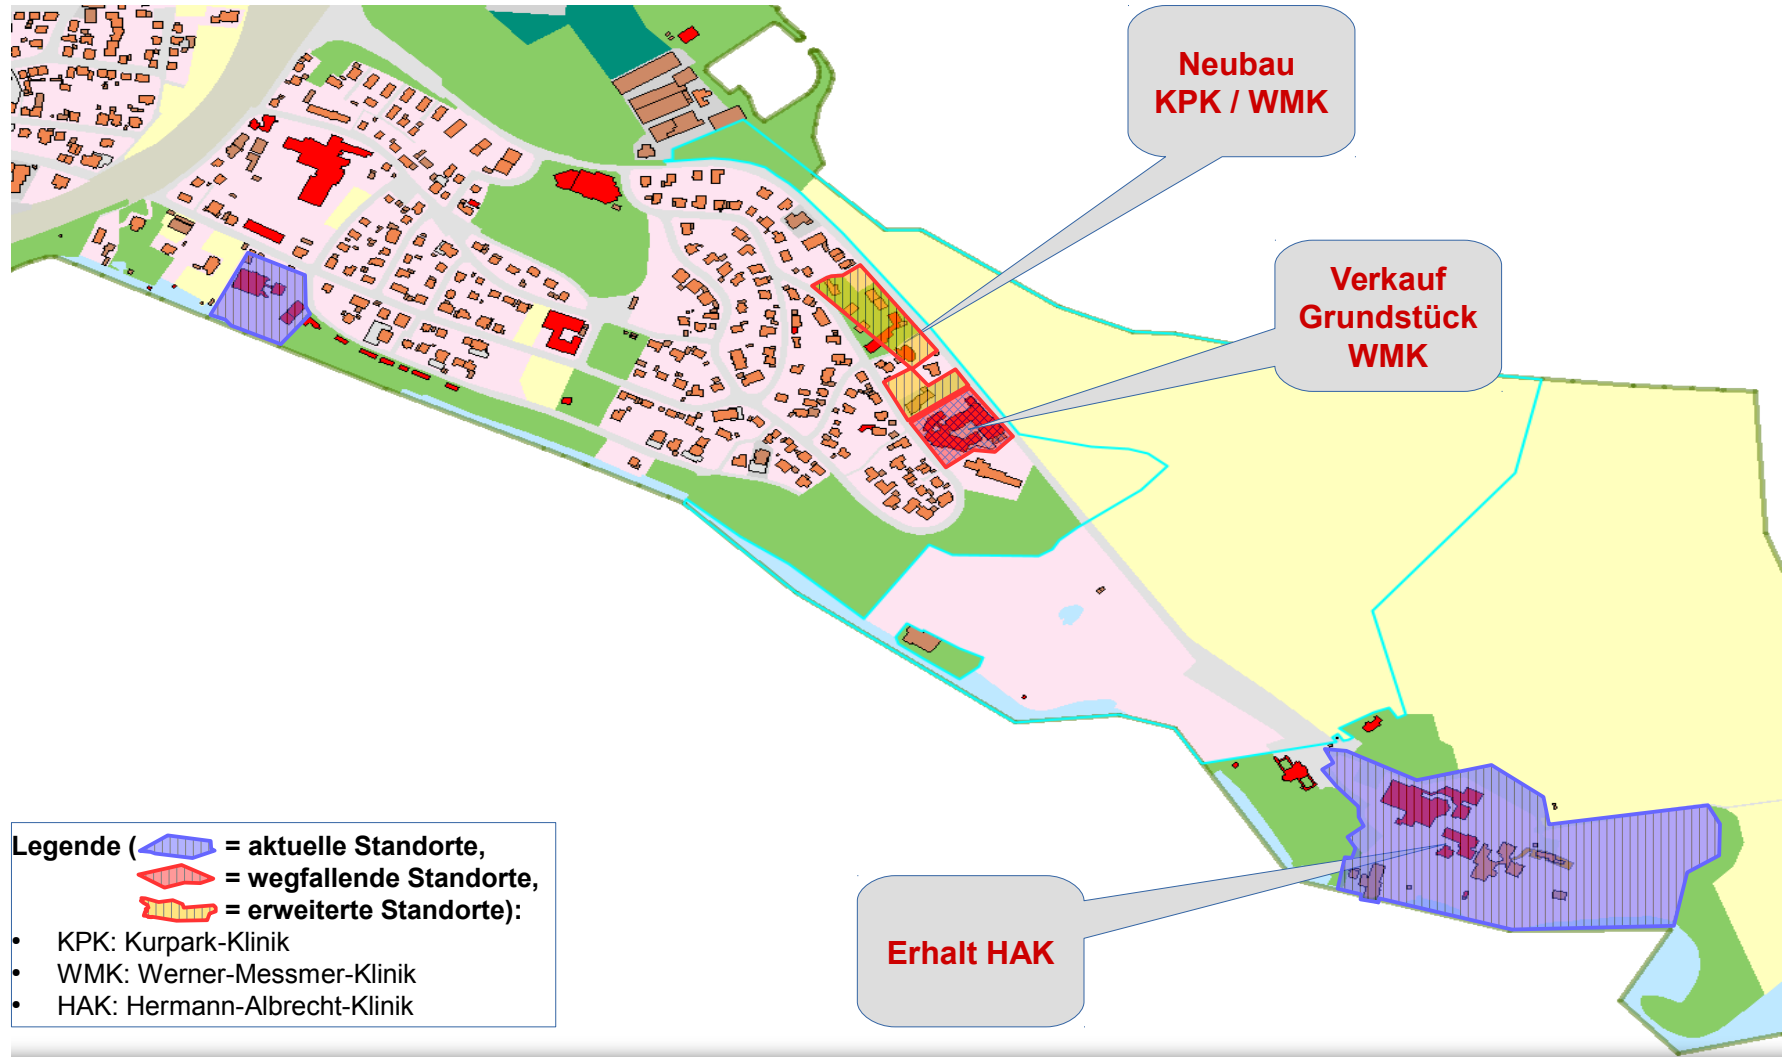 Neubau
KPK / WMK
Verkauf
Grundstück
WMK
Erhalt HAK
Legende ( = aktuelle Standorte,
= wegfallende Standorte,
= erweiterte Standorte):
• KPK: Kurpark-Klinik
• WMK: Werner-Messmer-Klinik
• HAK: Hermann-Albrecht-Klinik